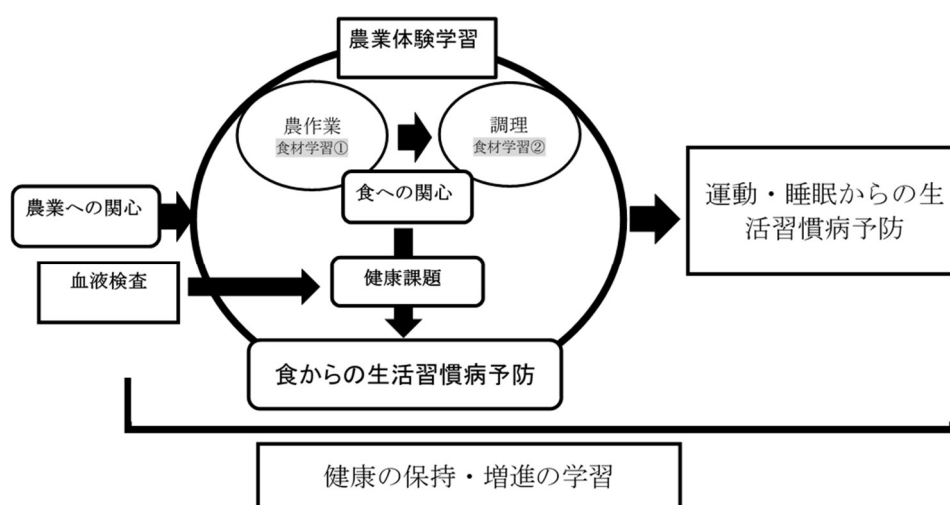 農業体験学習
農作業
食材学習①
調理
食材学習②
食への関心
農業への関心
運動・睡眠からの生
活習慣病予防
血液検査
健康課題
食からの生活習慣病予防
健康の保持・増進の学習